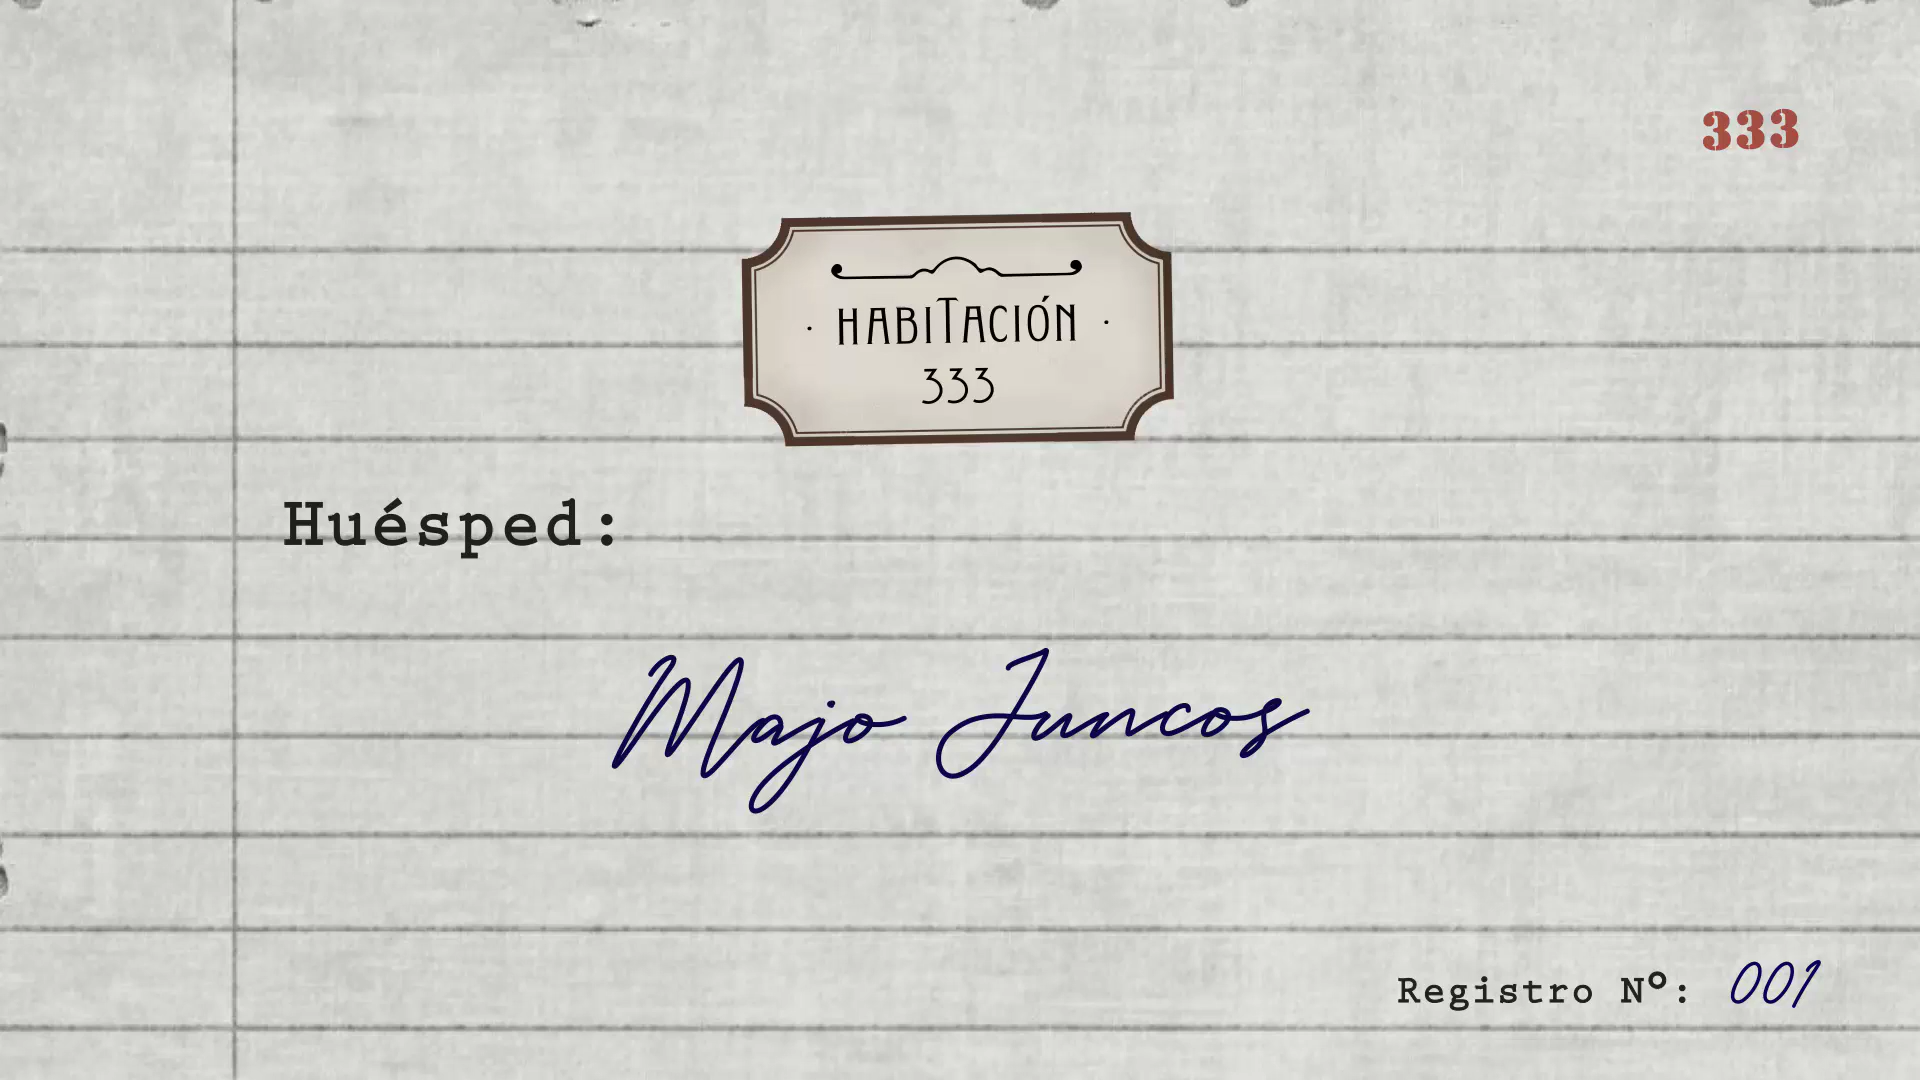 333
· HABITACIÓN ·
333
Huésped:
Majo Juncos
Registro Nº: 001